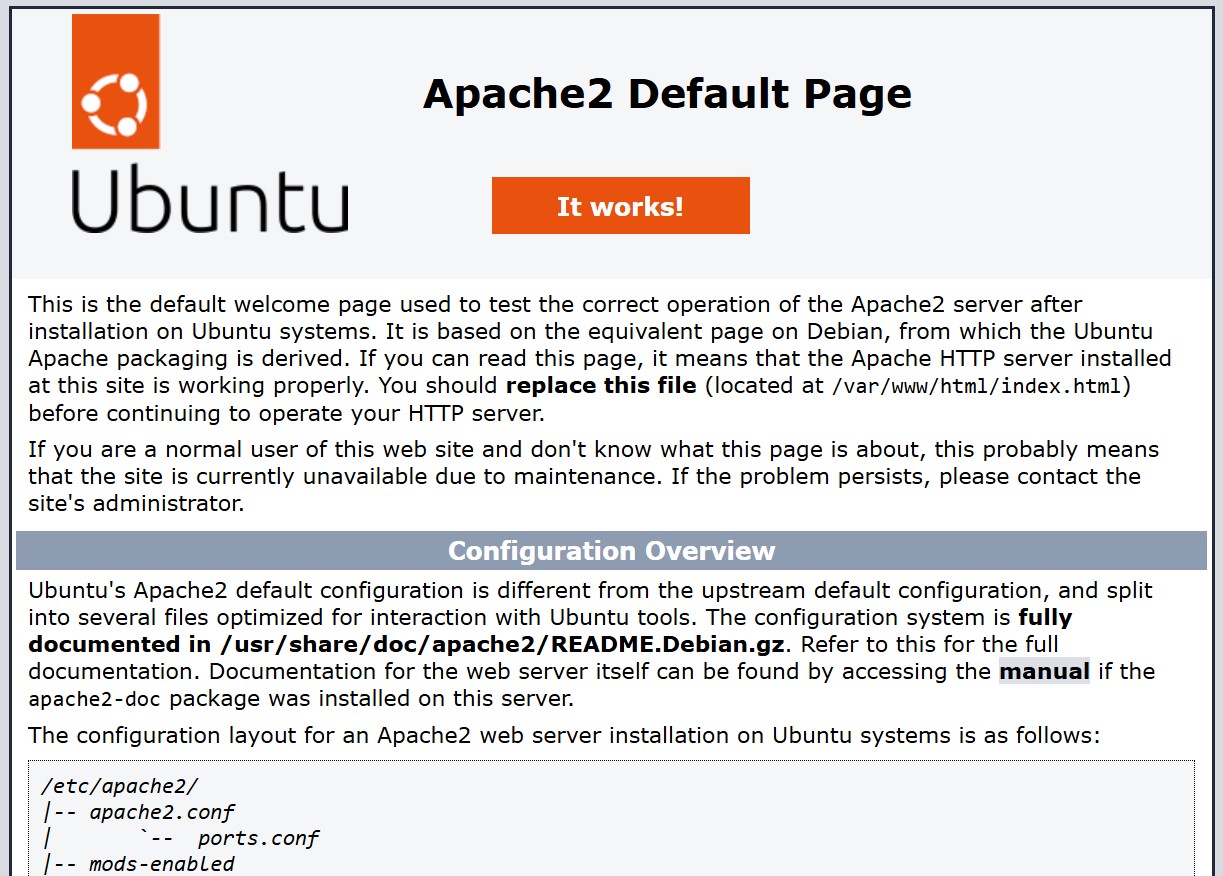 Ubuntu
Apache2 Default Page
It works!
This is the default welcome page used to test the correct operation of the Apache2 server after
installation on Ubuntu systems. It is based on the equivalent page on Debian, from which the Ubuntu
Apache packaging is derived. If you can read this page, it means that the Apache HTTP server installed
at this site is working properly. You should replace this file (located at /var/www/html/index.html)
before continuing to operate your HTTP server.
If you are a normal user of this web site and don't know what this page is about, this probably means
that the site is currently unavailable due to maintenance. If the problem persists, please contact the
site's administrator.
Configuration Overview
Ubuntu's Apache2 default configuration is different from the upstream default configuration, and split
into several files optimized for interaction with Ubuntu tools. The configuration system is fully
documented in /usr/share/doc/apache2/README.Debian.gz. Refer to this for the full
documentation. Documentation for the web server itself can be found by accessing the manual if the
apache2-doc package was installed on this server.
The configuration layout for an Apache2 web server installation on Ubuntu systems is as follows:
/etc/apache2/
|-- apache2.conf
|       `--  ports.conf
|-- mods-enabled